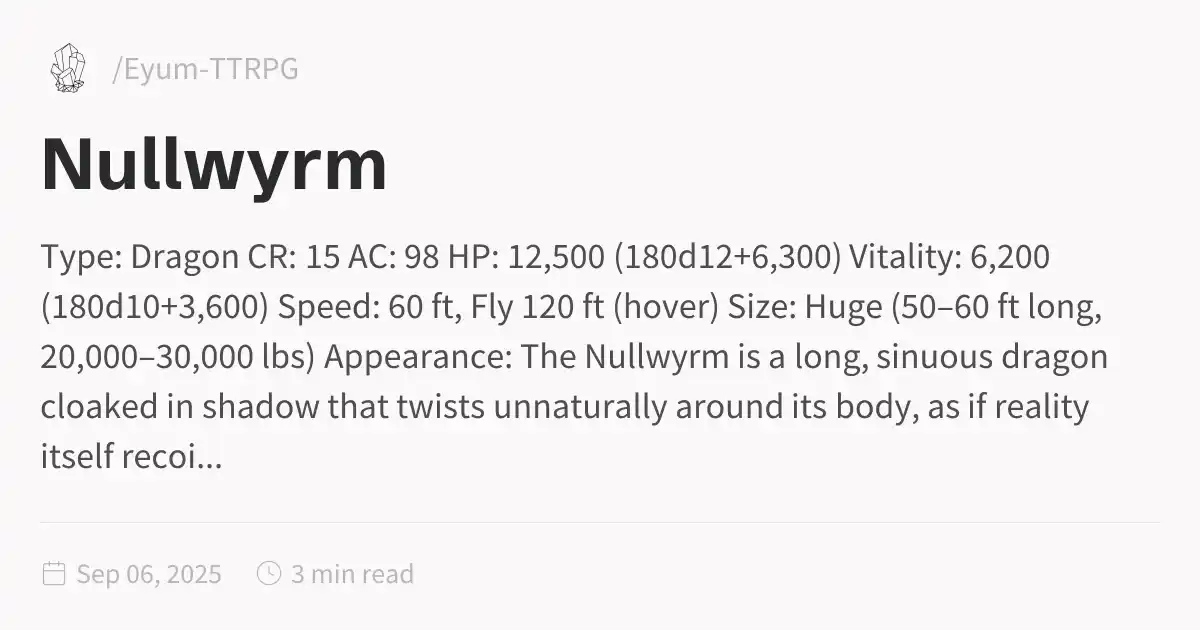 /Eyum-TTRPG
Nullwyrm
Type: Dragon CR: 15 AC: 98 HP: 12,500 (180d12+6,300) Vitality: 6,200
(180d10+3,600) Speed: 60 ft, Fly 120 ft (hover) Size: Huge (50–60 ft long,
20,000–30,000 lbs) Appearance: The Nullwyrm is a long, sinuous dragon
cloaked in shadow that twists unnaturally around its body, as if reality
itself recoi...
Sep 06, 2025 3 min read